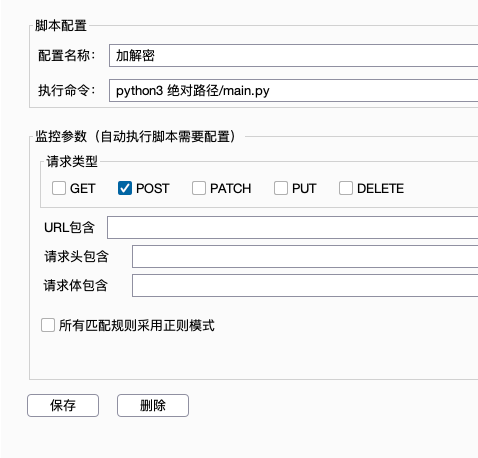 脚本配置
配置名称： 加解密
执行命令： python3 绝对路径/main.py
监控参数（自动执行脚本需要配置）
请求类型
GET POST PATCH PUT DELETE
URL包含
请求头包含
请求体包含
所有匹配规则采用正则模式
保存 删除